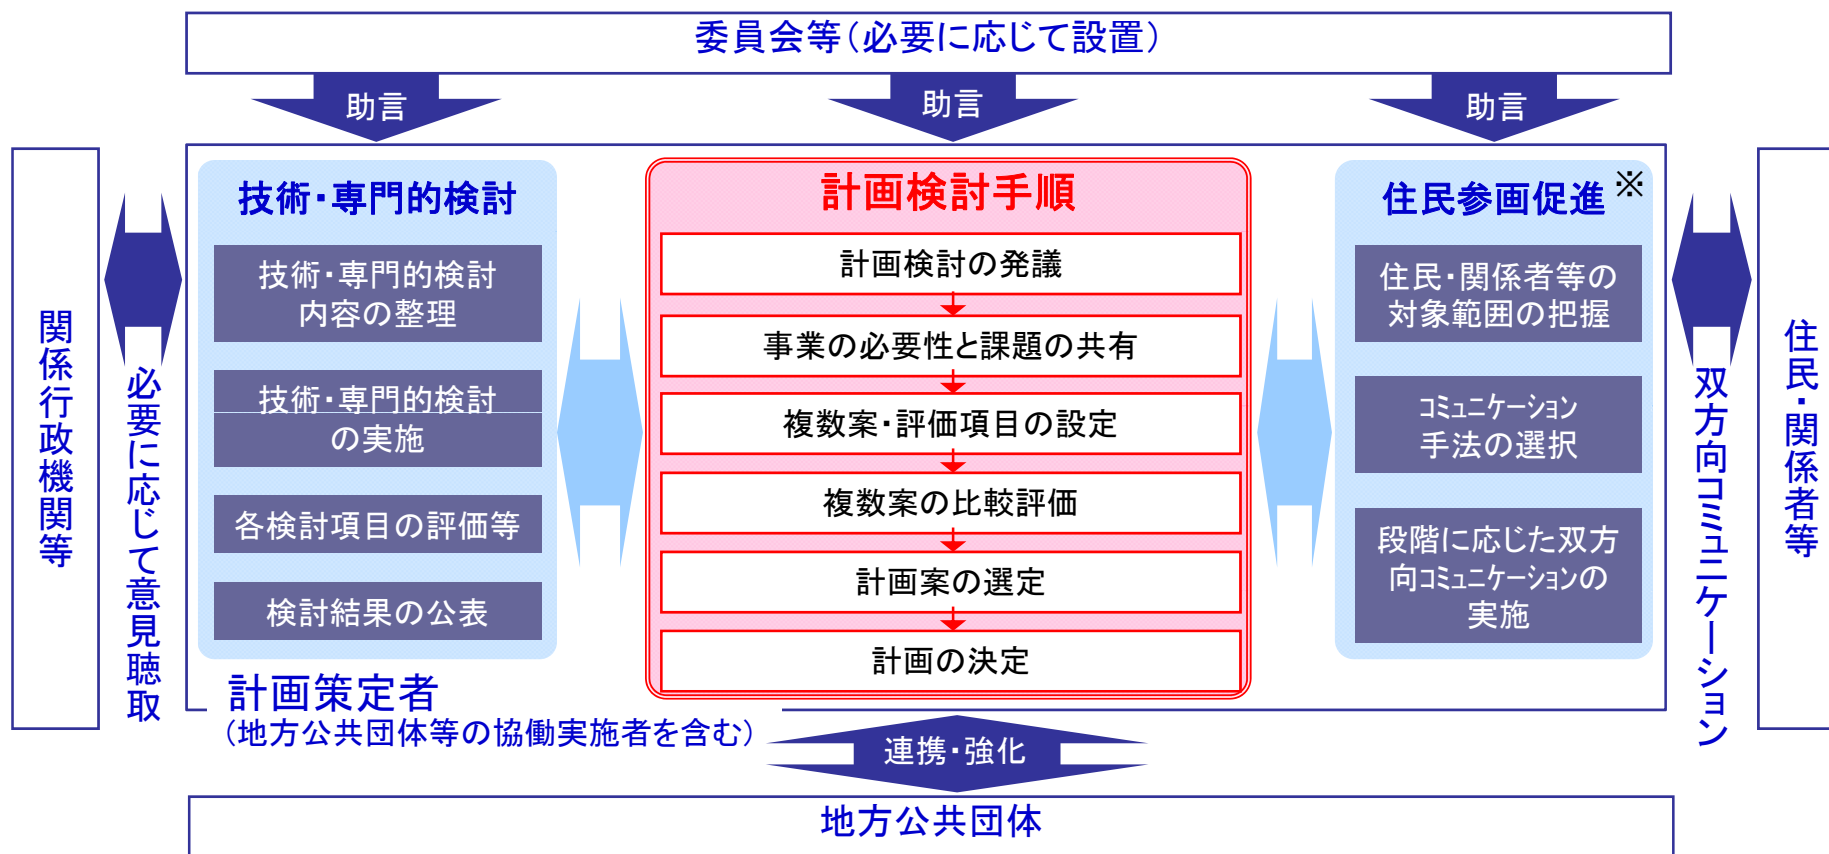 委員会等（必要に応じて設置）
助言
助言
助言
関係行政機関等
必要に応じて意見聴取
技術・専門的検討
技術・専門的検討
内容の整理
技術・専門的検討
の実施
各検討項目の評価等
検討結果の公表
計画検討手順
計画検討の発議
事業の必要性と課題の共有
複数案・評価項目の設定
複数案の比較評価
計画案の選定
計画の決定
住民参画促進※
住民・関係者等の
対象範囲の把握
ｺﾐｭﾆｹｰｼｮﾝ
手法の選択
段階に応じた双方
向ｺﾐｭﾆｹｰｼｮﾝの
実施
双方向コミュニケーション
住民・関係者等
計画策定者
（地方公共団体等の協働実施者を含む）
連携・強化
地方公共団体